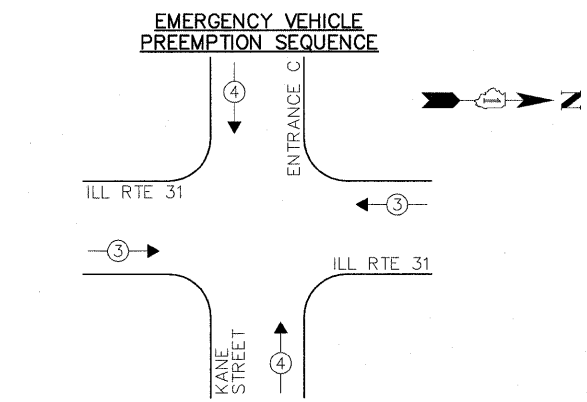 EMERGENCY VEHICLE
PREEMPTION SEQUENCE
4
ENTRANCE C
N
ILL RTE 31
3
3
ILL RTE 31
KANE
STREET
4